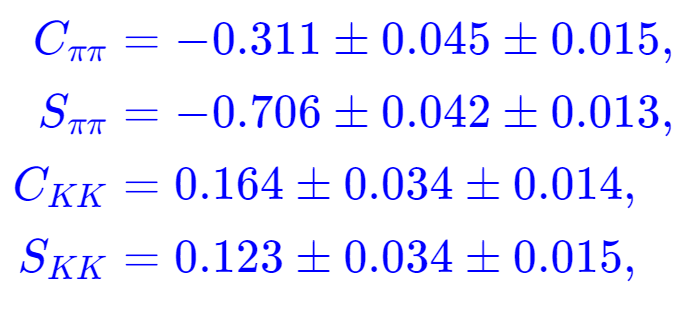 C_{ππ} = −0.311 ± 0.045 ± 0.015,
S_{ππ} = −0.706 ± 0.042 ± 0.013,
C_{KK} = 0.164 ± 0.034 ± 0.014,
S_{KK} = 0.123 ± 0.034 ± 0.015,